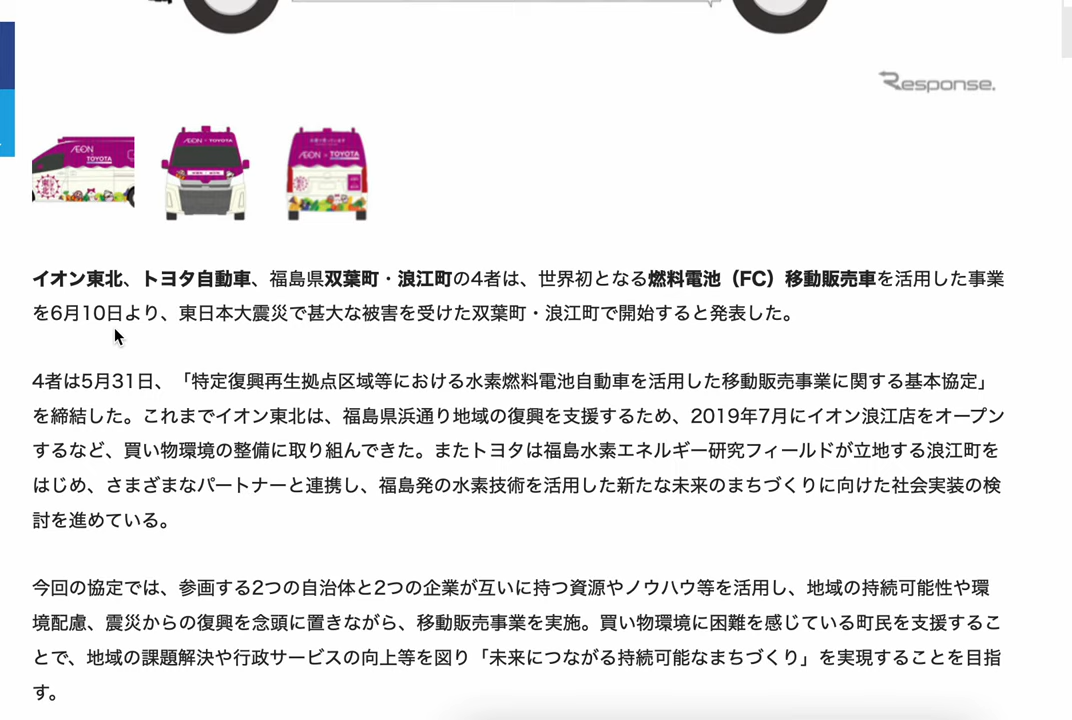 Response.
ÆON TOYOTA
ÆON × TOYOTA
ÆON × TOYOTA
イオン東北、トヨタ自動車、福島県双葉町・浪江町の4者は、世界初となる燃料電池（FC）移動販売車を活用した事業
を6月10日より、東日本大震災で甚大な被害を受けた双葉町・浪江町で開始すると発表した。
4者は5月31日、「特定復興再生拠点区域等における水素燃料電池自動車を活用した移動販売事業に関する基本協定」
を締結した。これまでイオン東北は、福島県浜通り地域の復興を支援するため、2019年7月にイオン浪江店をオープン
するなど、買い物環境の整備に取り組んできた。またトヨタは福島水素エネルギー研究フィールドが立地する浪江町を
はじめ、さまざまなパートナーと連携し、福島発の水素技術を活用した新たな未来のまちづくりに向けた社会実装の検
討を進めている。
今回の協定では、参画する2つの自治体と2つの企業が互いに持つ資源やノウハウ等を活用し、地域の持続可能性や環
境配慮、震災からの復興を念頭に置きながら、移動販売事業を実施。買い物環境に困難を感じている町民を支援するこ
とで、地域の課題解決や行政サービスの向上等を図り「未来につながる持続可能なまちづくり」を実現することを目指
す。